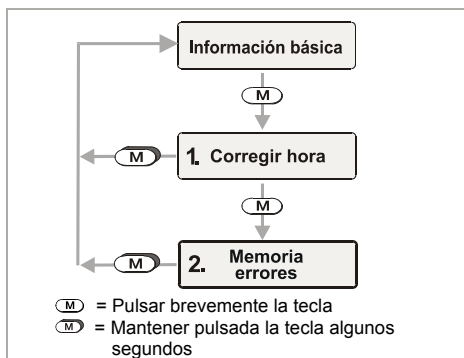 Información básica
M
M
1. Corregir hora
M
M
2. Memoria
errores
M = Pulsar brevemente la tecla
M = Mantener pulsada la tecla algunos
segundos